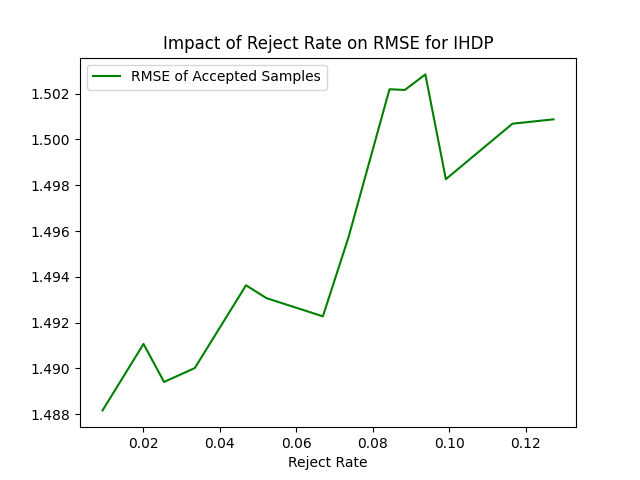 Impact of Reject Rate on RMSE for IHDP
RMSE of Accepted Samples
1.502
1.500
1.498
1.496
1.494
1.492
1.490
1.488
0.02 0.04 0.06 0.08 0.10 0.12
Reject Rate